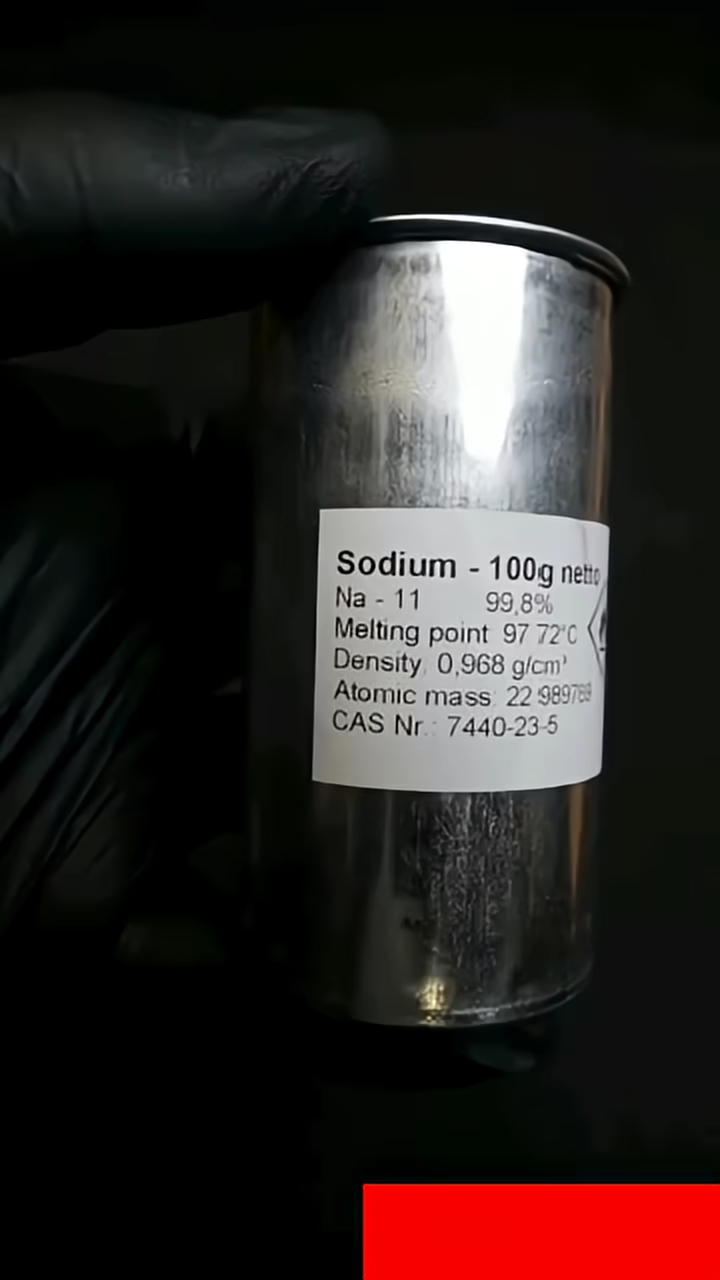 Sodium - 100g netto
Na - 11 99,8%
Melting point 97 72°C
Density 0,968 g/cm³
Atomic mass: 22 989769
CAS Nr.: 7440-23-5